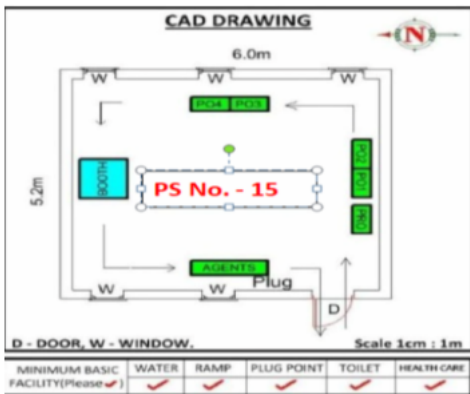 CAD DRAWING
N
6.0m
W W W
PO4 PO3
5.2m
BOOTH
PS No. - 15
PO2
PO1
PRO
AGENTS
Plug
W W
D
D - DOOR, W - WINDOW. Scale 1cm : 1m
MINIMUM BASIC FACILITY(Please✔) WATER RAMP PLUG POINT TOILET HEALTH CARE